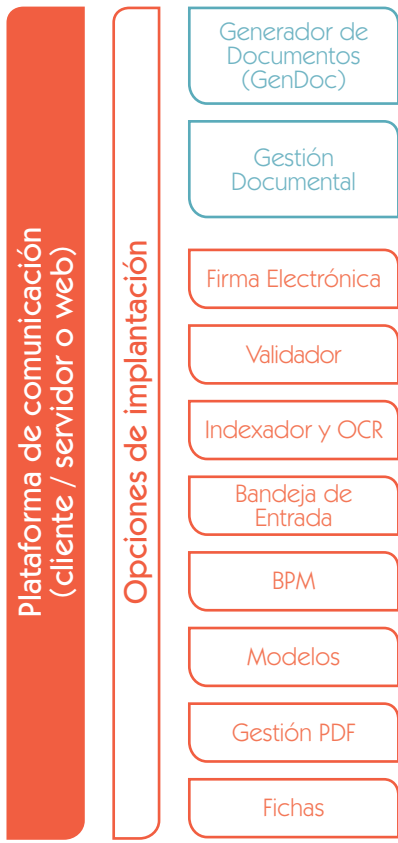 Plataforma de comunicación
(cliente / servidor o web)
Opciones de implantación
Generador de
Documentos
(GenDoc)
Gestión
Documental
Firma Electrónica
Validador
Indexador y OCR
Bandeja de
Entrada
BPM
Modelos
Gestión PDF
Fichas